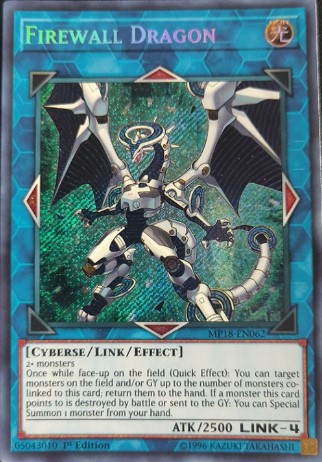 FIREWALL DRAGON
光
MP18-EN062
[CYBERSE/LINK/EFFECT]
2+ monsters
Once while face-up on the field (Quick Effect): You can target
monsters on the field and/or GY up to the number of monsters co-
linked to this card; return them to the hand. If a monster this card
points to is destroyed by battle or sent to the GY: You can Special
Summon 1 monster from your hand.
ATK/2500 LINK-4
65043010 1ST Edition ©1996 KAZUKI TAKAHASHI